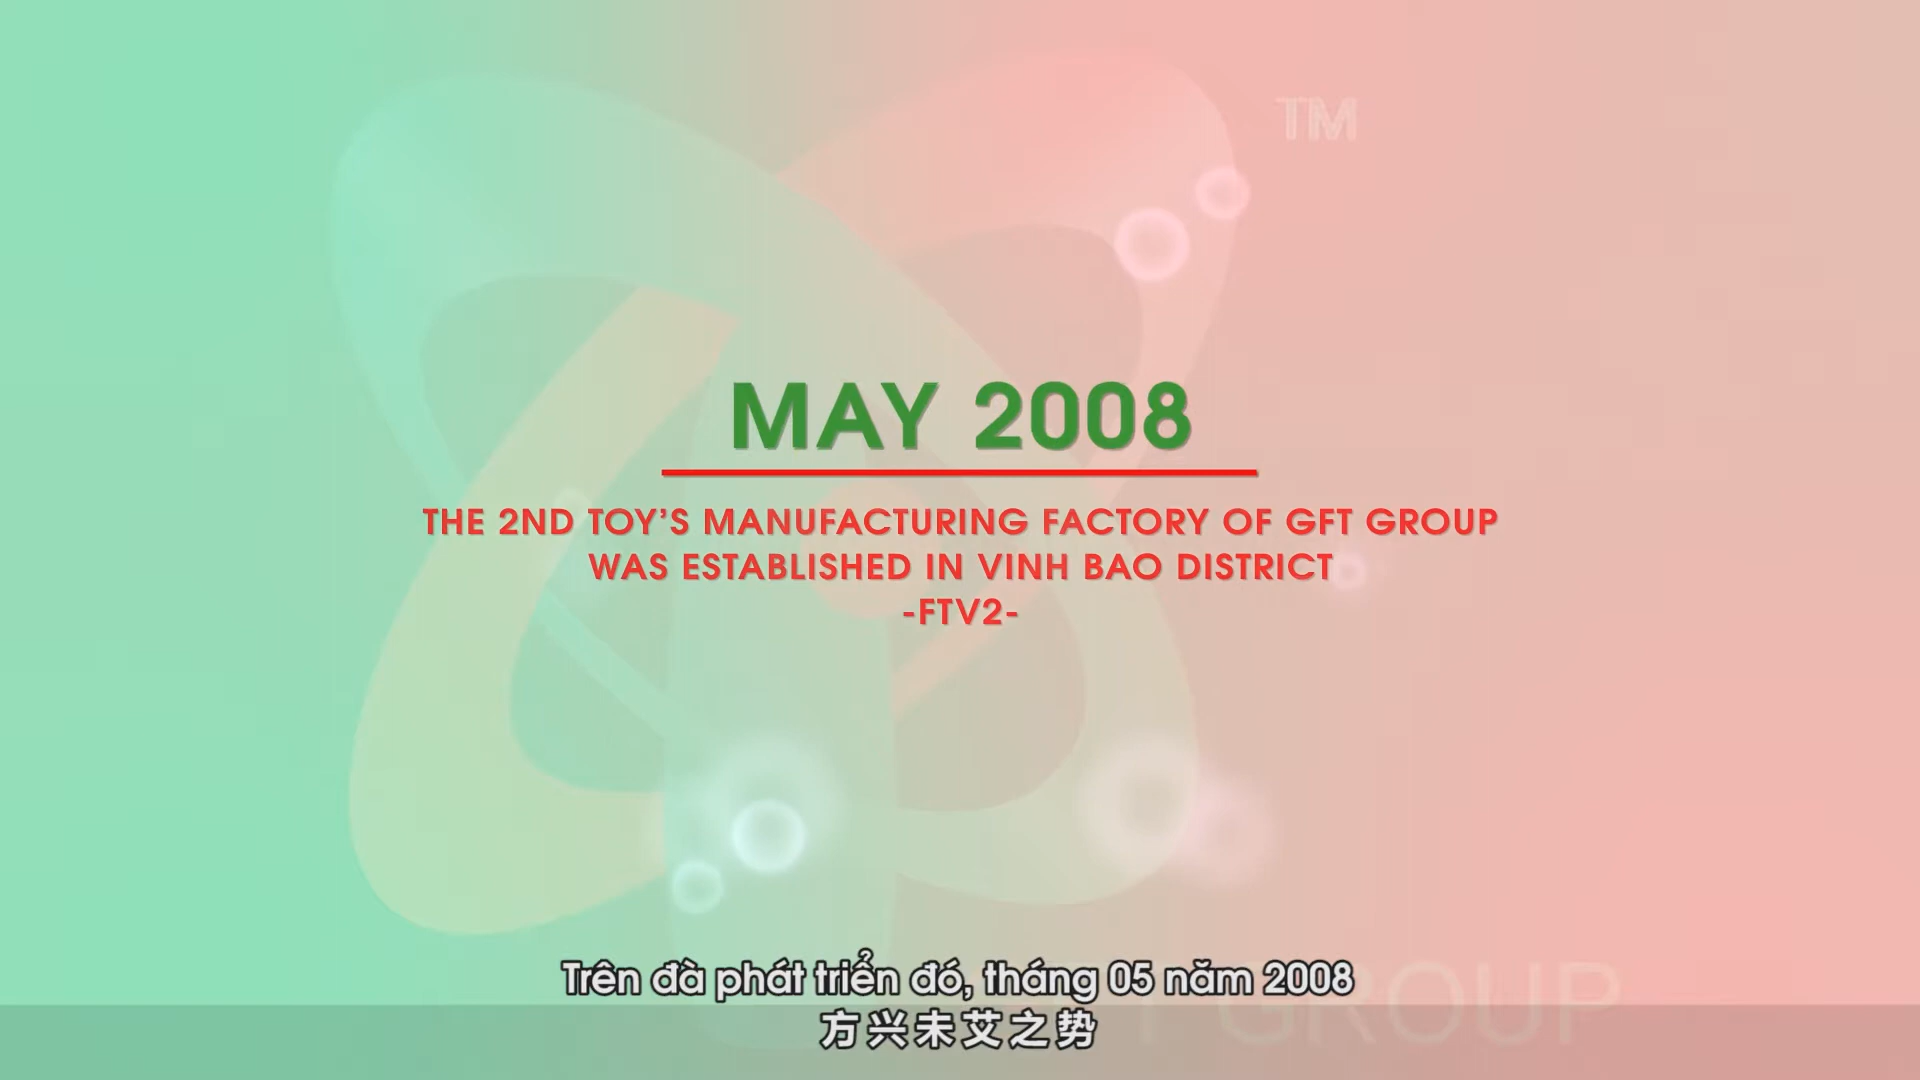 TM
MAY 2008
THE 2ND TOY’S MANUFACTURING FACTORY OF GFT GROUP
WAS ESTABLISHED IN VINH BAO DISTRICT
-FTV2-
Trên đà phát triển đó, tháng 05 năm 2008
GROUP
方兴未艾之势